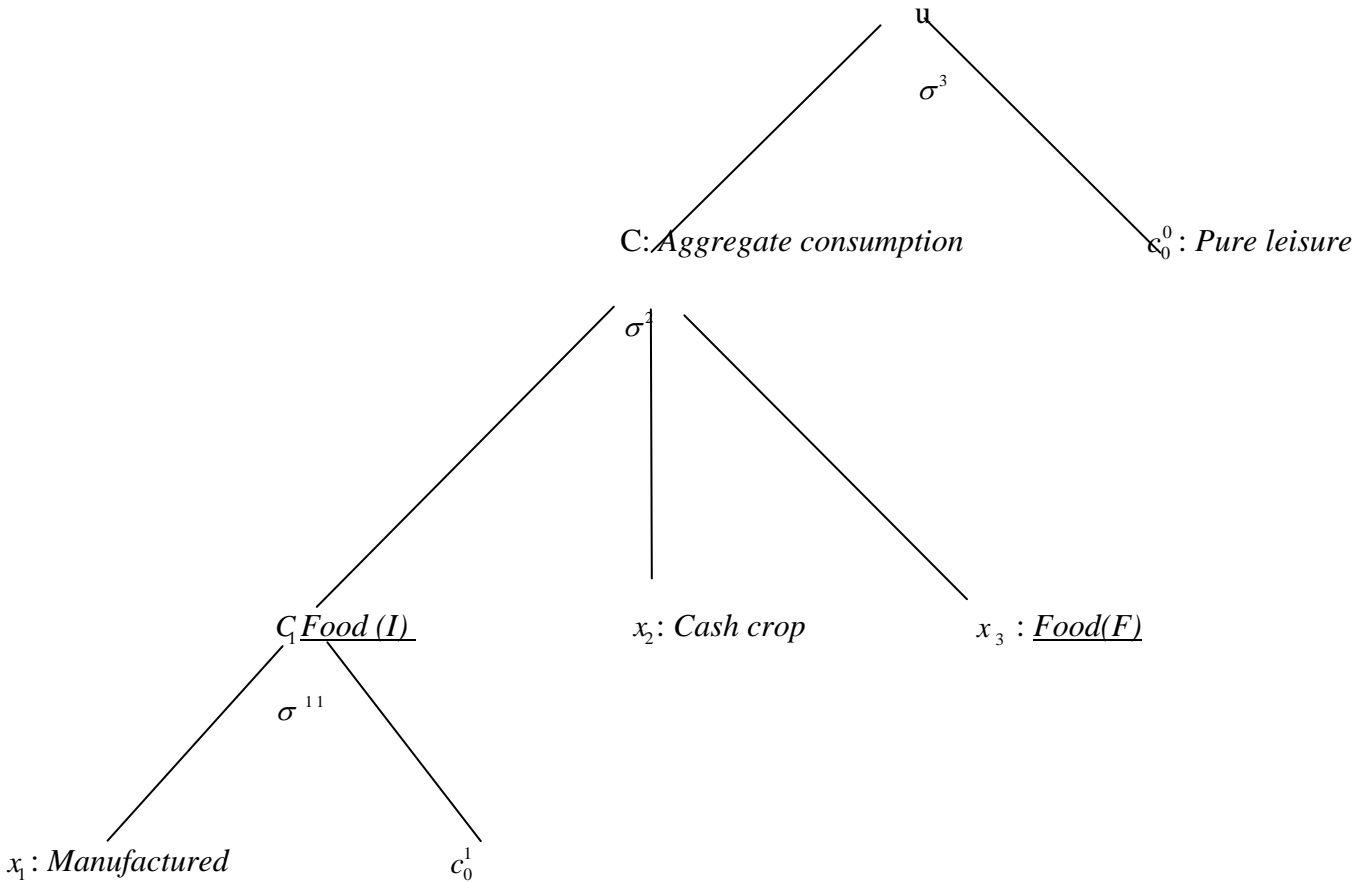 u
σ³
C: Aggregate consumption
c₀⁰ : Pure leisure
σ²
C₁ Food (I)
x₂: Cash crop
x₃ : Food(F)
σ¹¹
x₁: Manufactured
c₀¹